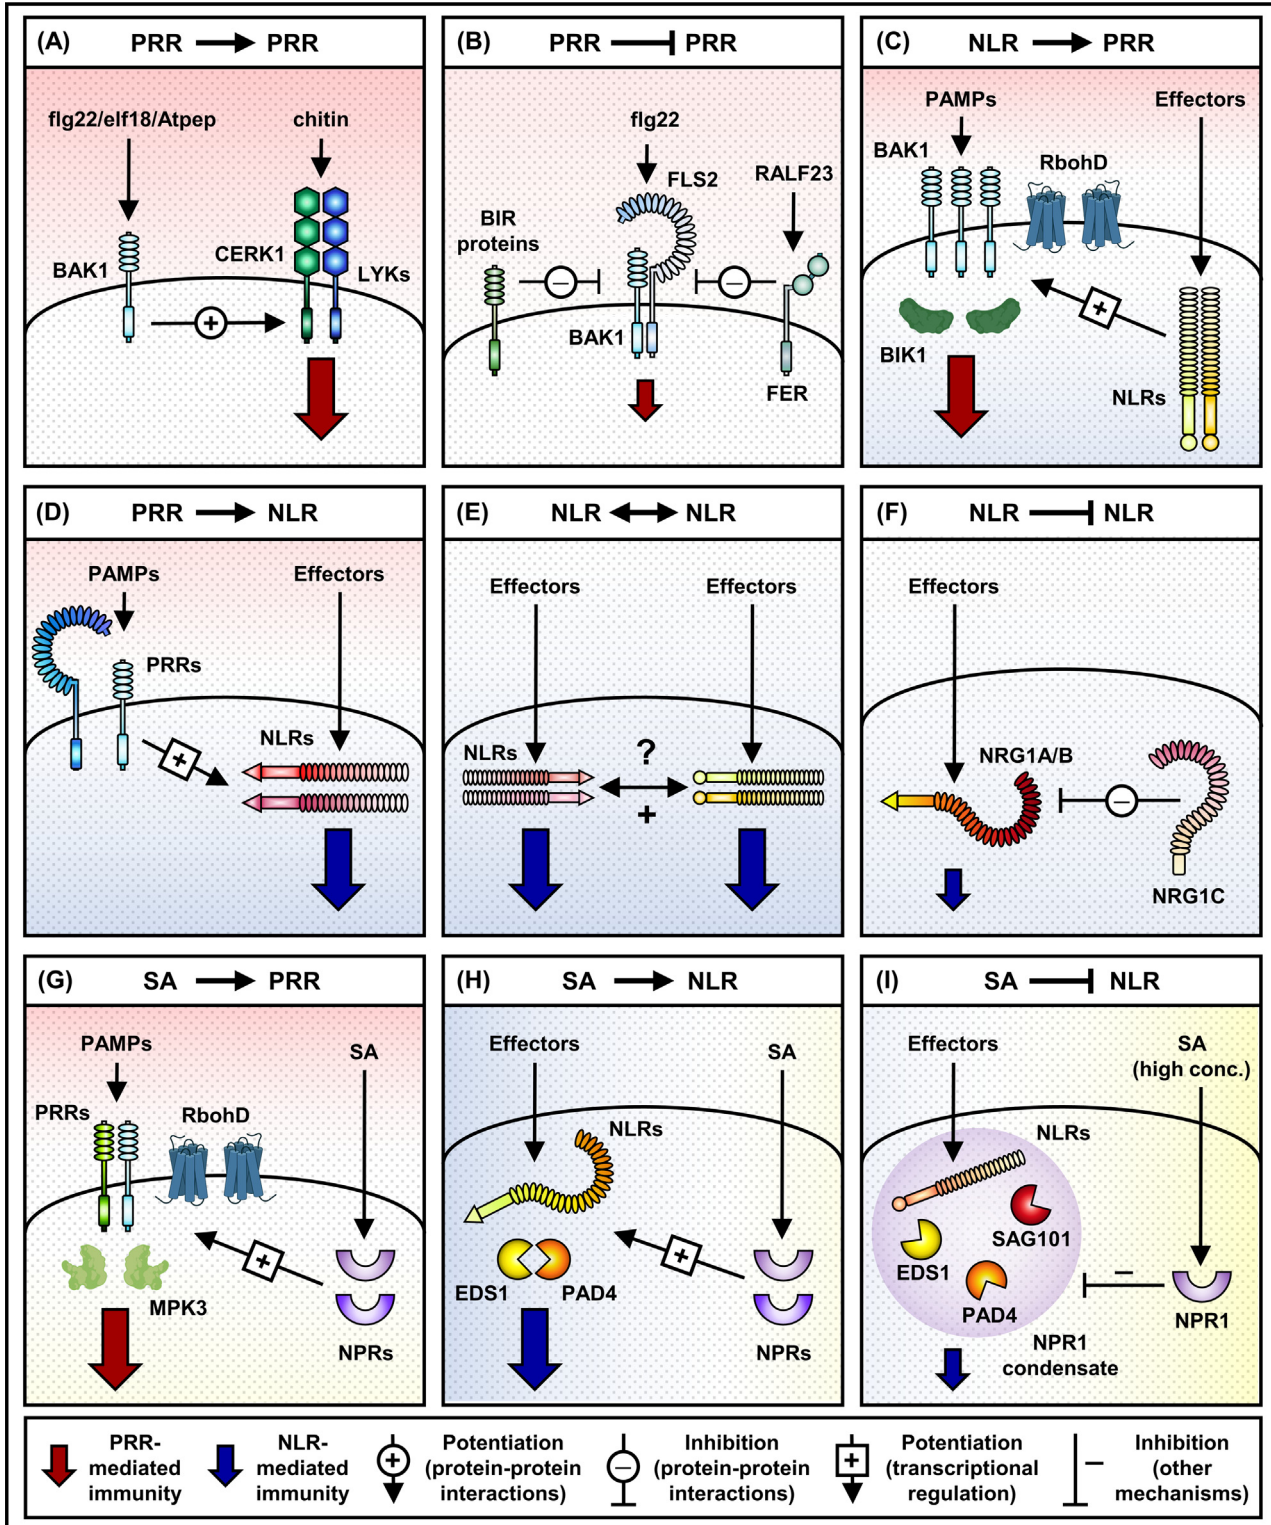 (A) PRR PRR
flg22/elf18/Atpep chitin
BAK1
CERK1
LYKs
+
(B) PRR PRR
flg22
FLS2
RALF23
BIR
proteins
− −
BAK1
FER
(C) NLR PRR
PAMPs Effectors
BAK1
RbohD
+
BIK1
NLRs
(D) PRR NLR
PAMPs Effectors
PRRs
NLRs
+
(E) NLR NLR
Effectors Effectors
NLRs
?
+
(F) NLR NLR
Effectors
NRG1A/B
−
NRG1C
(G) SA PRR
PAMPs SA
PRRs
RbohD
+
MPK3
NPRs
(H) SA NLR
Effectors SA
NLRs
+
EDS1 PAD4
NPRs
(I) SA NLR
Effectors
SA
(high conc.)
NLRs
SAG101
EDS1
PAD4
−
NPR1
NPR1
condensate
PRR-
mediated
immunity
NLR-
mediated
immunity
+
Potentiation
(protein-protein
interactions)
−
Inhibition
(protein-protein
interactions)
+
Potentiation
(transcriptional
regulation)
−
Inhibition
(other
mechanisms)